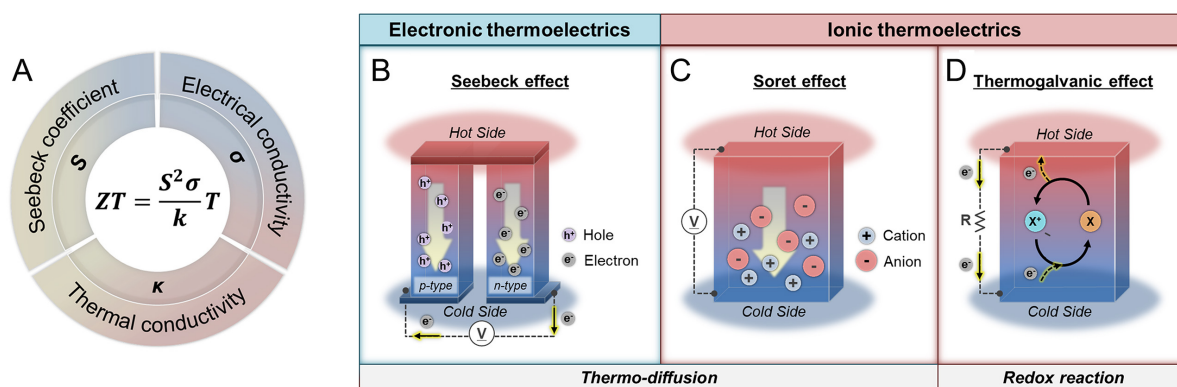 Electronic thermoelectrics
Ionic thermoelectrics
A
Seebeck coefficient
Electrical conductivity
Thermal conductivity
S
σ
κ
ZT = S²σ/k T
B
Seebeck effect
Hot Side
h⁺
h⁺
h⁺
h⁺
h⁺
h⁺
e⁻
e⁻
e⁻
e⁻
e⁻
e⁻
p-type
n-type
Cold Side
e⁻
V
e⁻
h⁺ Hole
e⁻ Electron
C
Soret effect
Hot Side
V
-
-
-
-
-
+
+
+
+
+
Cold Side
+ Cation
- Anion
D
Thermogalvanic effect
Hot Side
e⁻
e⁻
R
X⁺
X
e⁻
e⁻
Cold Side
Thermo-diffusion
Redox reaction